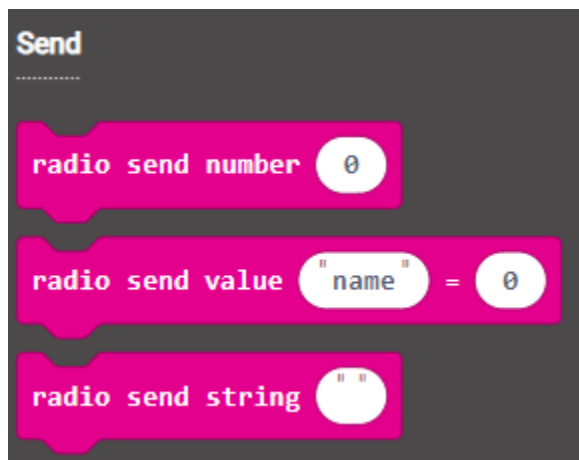 Send
radio send number 0
radio send value "name" = 0
radio send string " "